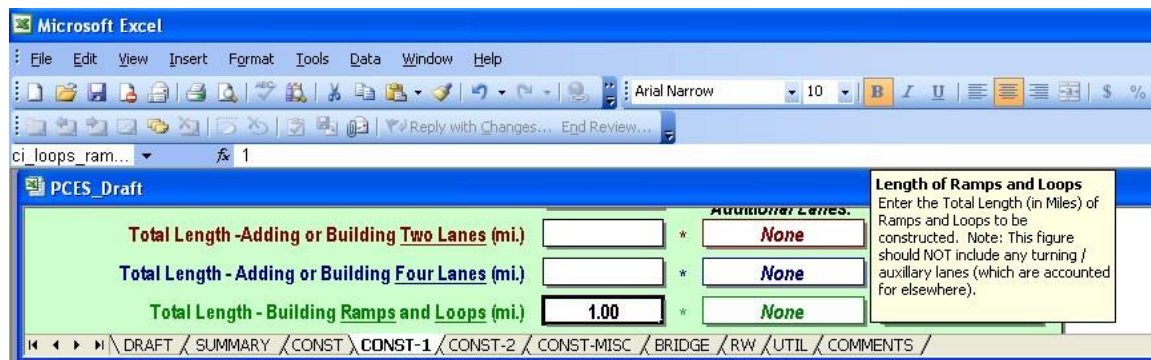 Microsoft Excel
File Edit View Insert Format Tools Data Window Help
Arial Narrow 10 B I U $ %
Reply with Changes... End Review...
ci_loops_ram... fx 1
PCES_Draft
Length of Ramps and Loops
Enter the Total Length (in Miles) of
Ramps and Loops to be
constructed. Note: This figure
should NOT include any turning /
auxillary lanes (which are accounted
for elsewhere).
Additional Lanes:
Total Length -Adding or Building Two Lanes (mi.) * None
Total Length - Adding or Building Four Lanes (mi.) * None
Total Length - Building Ramps and Loops (mi.) 1.00 * None
DRAFT / SUMMARY / CONST \ CONST-1 / CONST-2 / CONST-MISC / BRIDGE / RW / UTIL / COMMENTS /